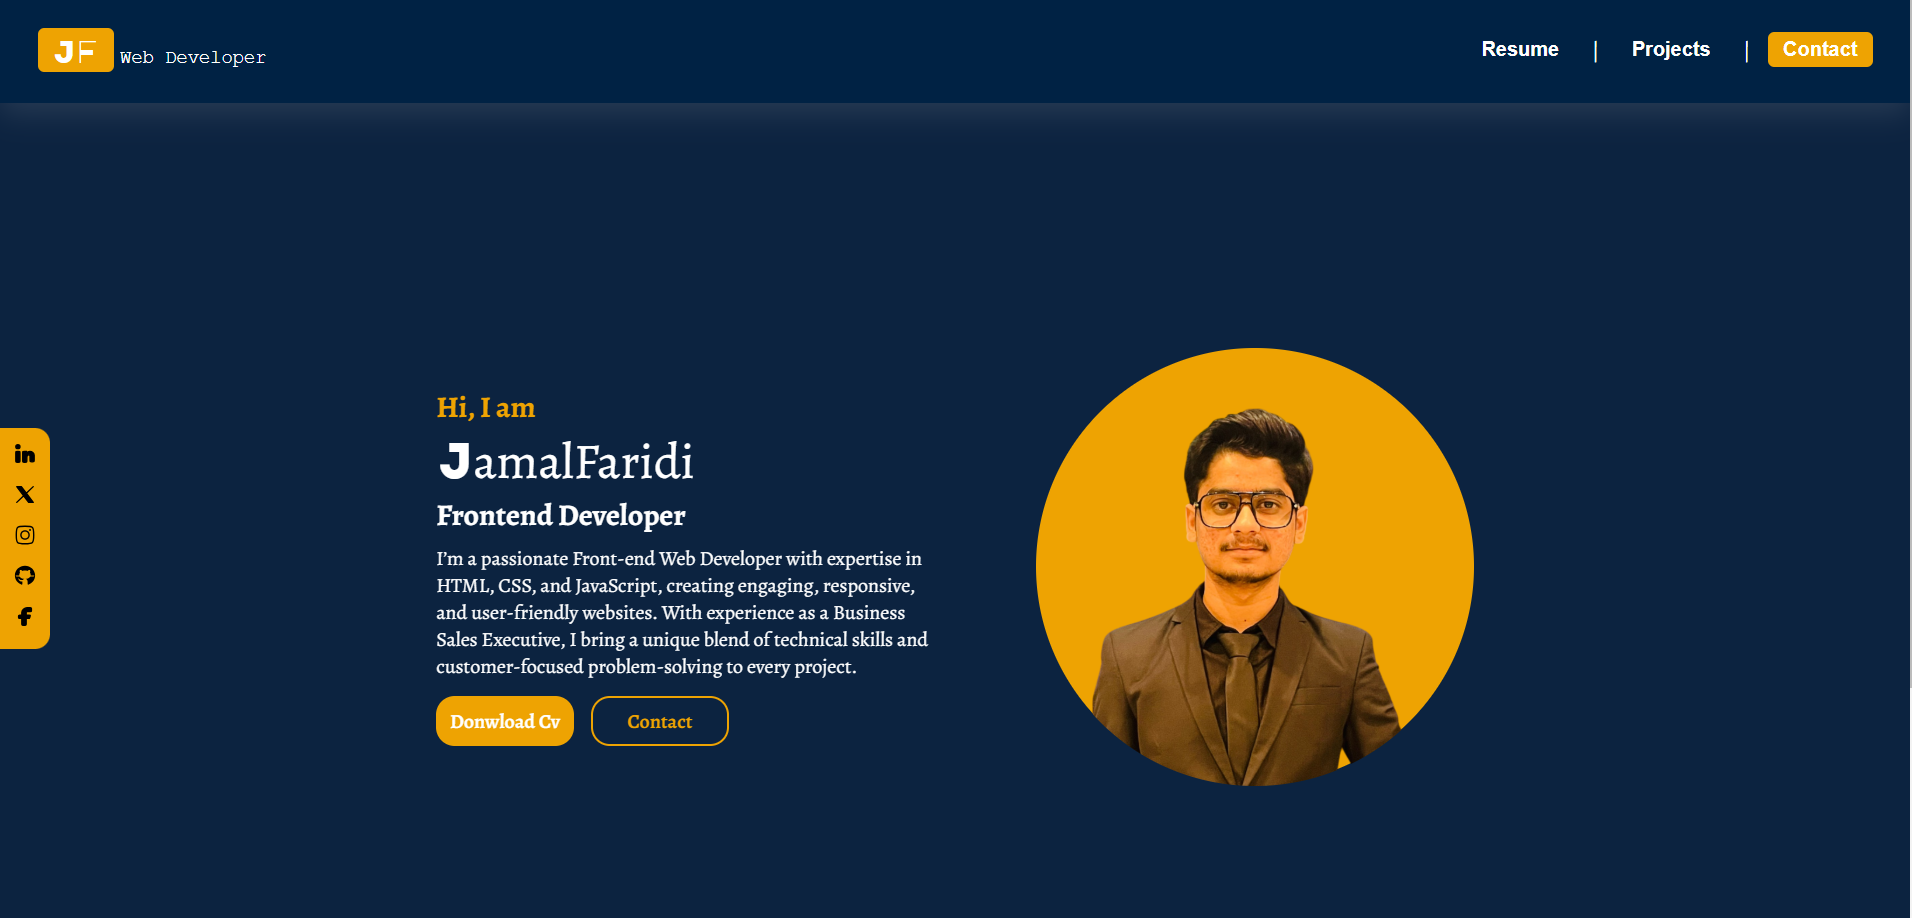 JF Web Developer
Resume | Projects | Contact
Hi, I am
JamalFaridi
Frontend Developer
I’m a passionate Front-end Web Developer with expertise in
HTML, CSS, and JavaScript, creating engaging, responsive,
and user-friendly websites. With experience as a Business
Sales Executive, I bring a unique blend of technical skills and
customer-focused problem-solving to every project.
Donwload Cv
Contact